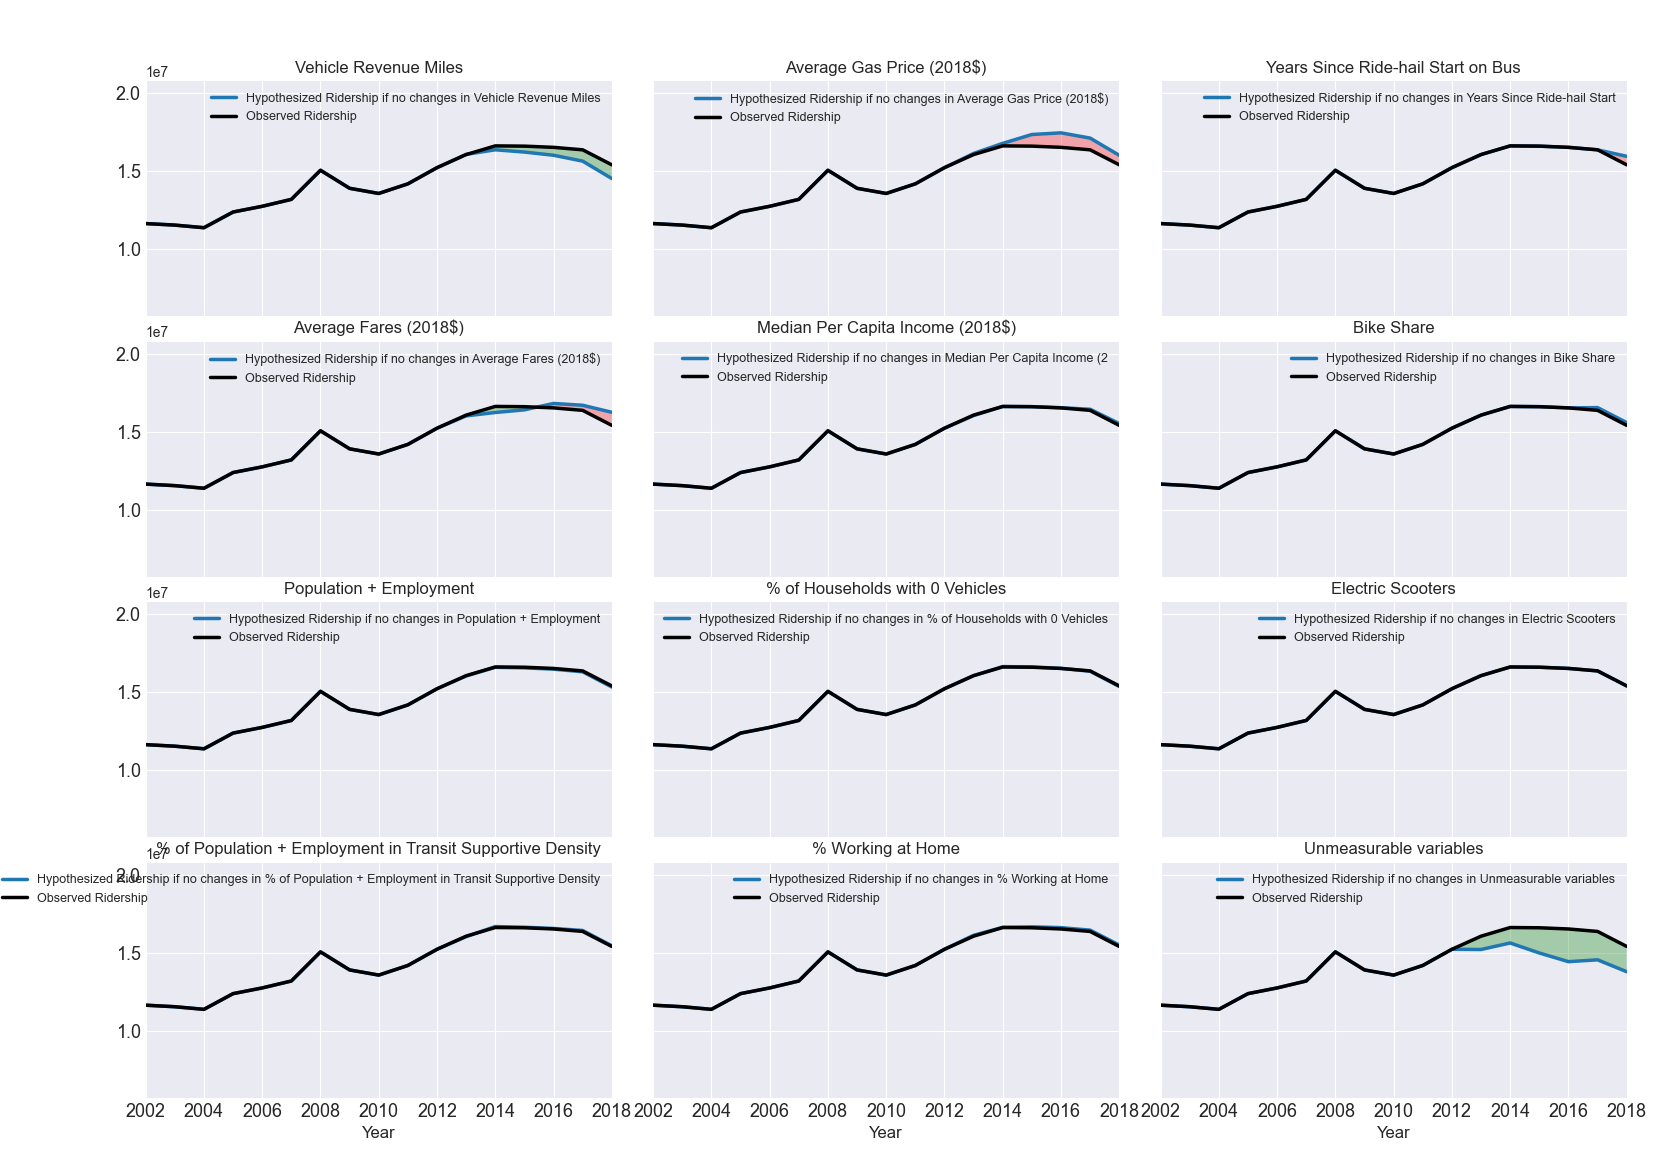 Vehicle Revenue Miles
1e7
Hypothesized Ridership if no changes in Vehicle Revenue Miles
Observed Ridership
2.0
1.5
1.0
Average Gas Price (2018$)
Hypothesized Ridership if no changes in Average Gas Price (2018$)
Observed Ridership
Years Since Ride-hail Start on Bus
Hypothesized Ridership if no changes in Years Since Ride-hail Start
Observed Ridership
Average Fares (2018$)
1e7
Hypothesized Ridership if no changes in Average Fares (2018$)
Observed Ridership
2.0
1.5
1.0
Median Per Capita Income (2018$)
Hypothesized Ridership if no changes in Median Per Capita Income (2
Observed Ridership
Bike Share
Hypothesized Ridership if no changes in Bike Share
Observed Ridership
Population + Employment
1e7
Hypothesized Ridership if no changes in Population + Employment
Observed Ridership
2.0
1.5
1.0
% of Households with 0 Vehicles
Hypothesized Ridership if no changes in % of Households with 0 Vehicles
Observed Ridership
Electric Scooters
Hypothesized Ridership if no changes in Electric Scooters
Observed Ridership
% of Population + Employment in Transit Supportive Density
1e7
Hypothesized Ridership if no changes in % of Population + Employment in Transit Supportive Density
Observed Ridership
2.0
1.5
1.0
2002 2004 2006 2008 2010 2012 2014 2016 2018
Year
% Working at Home
Hypothesized Ridership if no changes in % Working at Home
Observed Ridership
2002 2004 2006 2008 2010 2012 2014 2016 2018
Year
Unmeasurable variables
Hypothesized Ridership if no changes in Unmeasurable variables
Observed Ridership
2002 2004 2006 2008 2010 2012 2014 2016 2018
Year